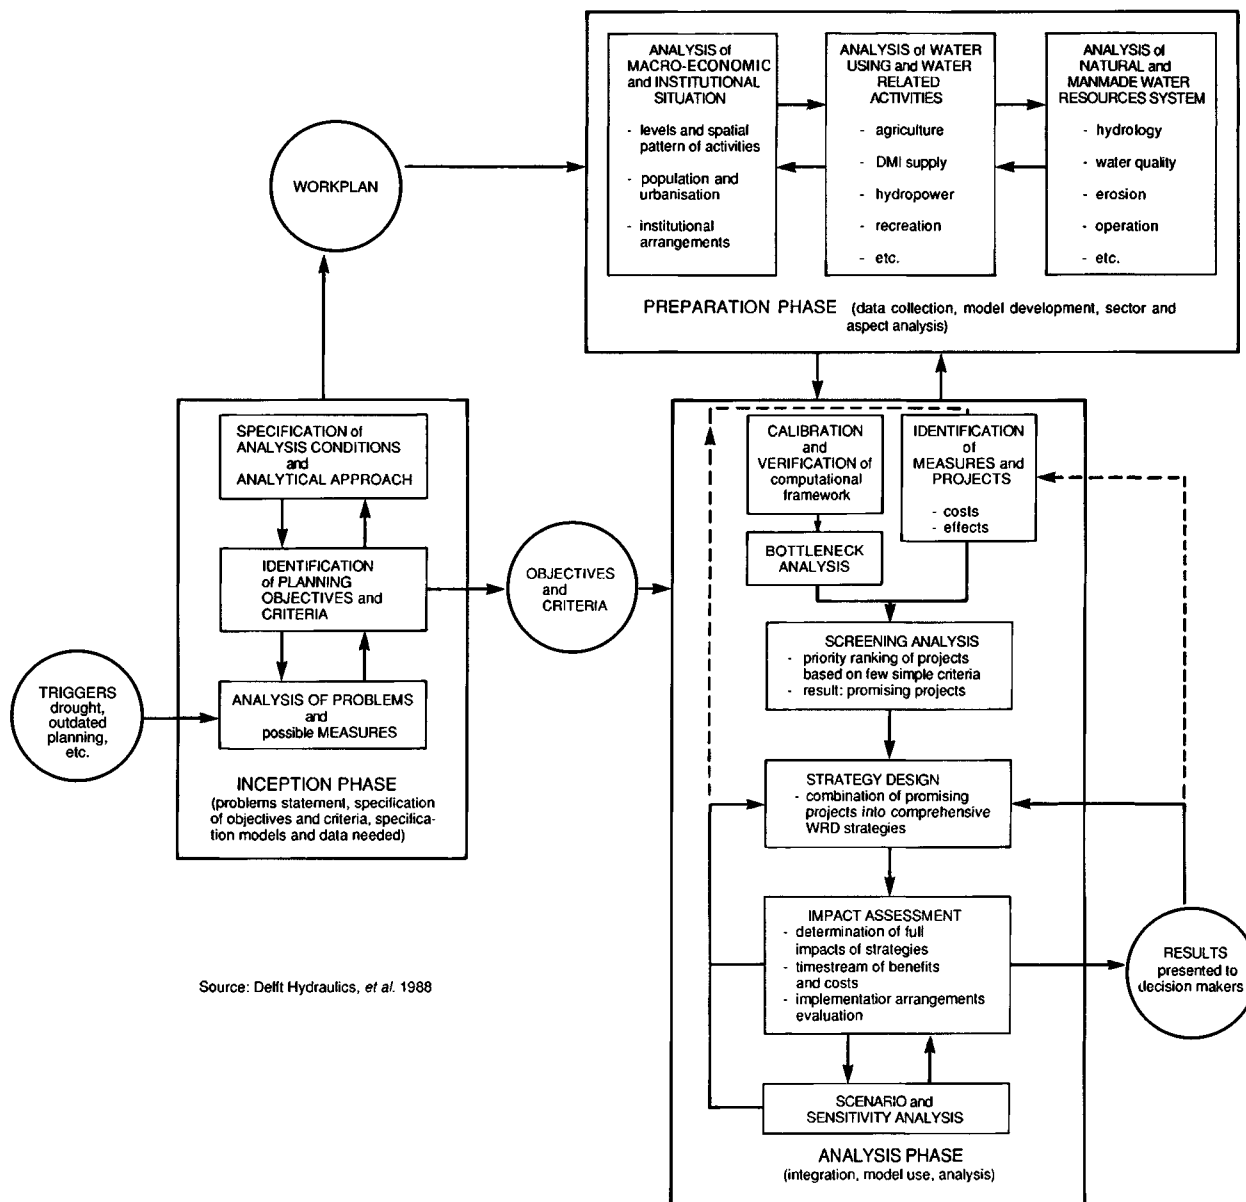 ANALYSIS of
MACRO-ECONOMIC
and INSTITUTIONAL
SITUATION
- levels and spatial
pattern of activities
- population and
urbanisation
- institutional
arrangements
ANALYSIS of WATER
USING and WATER
RELATED
ACTIVITIES
- agriculture
- DMI supply
- hydropower
- recreation
- etc.
ANALYSIS of
NATURAL and
MANMADE WATER
RESOURCES SYSTEM
- hydrology
- water quality
- erosion
- operation
- etc.
PREPARATION PHASE (data collection, model development, sector and
aspect analysis)
WORKPLAN
SPECIFICATION of
ANALYSIS CONDITIONS
and
ANALYTICAL APPROACH
IDENTIFICATION
of PLANNING
OBJECTIVES and
CRITERIA
ANALYSIS OF PROBLEMS
and
possible MEASURES
INCEPTION PHASE
(problems statement, specification
of objectives and criteria, specifica-
tion models and data needed)
TRIGGERS
drought,
outdated
planning,
etc.
OBJECTIVES
and
CRITERIA
CALIBRATION
and
VERIFICATION of
computational
framework
IDENTIFICATION
of
MEASURES and
PROJECTS
- costs
- effects
BOTTLENECK
ANALYSIS
SCREENING ANALYSIS
- priority ranking of projects
based on few simple criteria
- result: promising projects
STRATEGY DESIGN
- combination of promising
projects into comprehensive
WRD strategies
IMPACT ASSESSMENT
- determination of full
impacts of strategies
- timestream of benefits
and costs
- implementatior arrangements
evaluation
SCENARIO and
SENSITIVITY ANALYSIS
ANALYSIS PHASE
(integration, model use, analysis)
RESULTS
presented to
decision makers
Source: Delft Hydraulics, et al. 1988